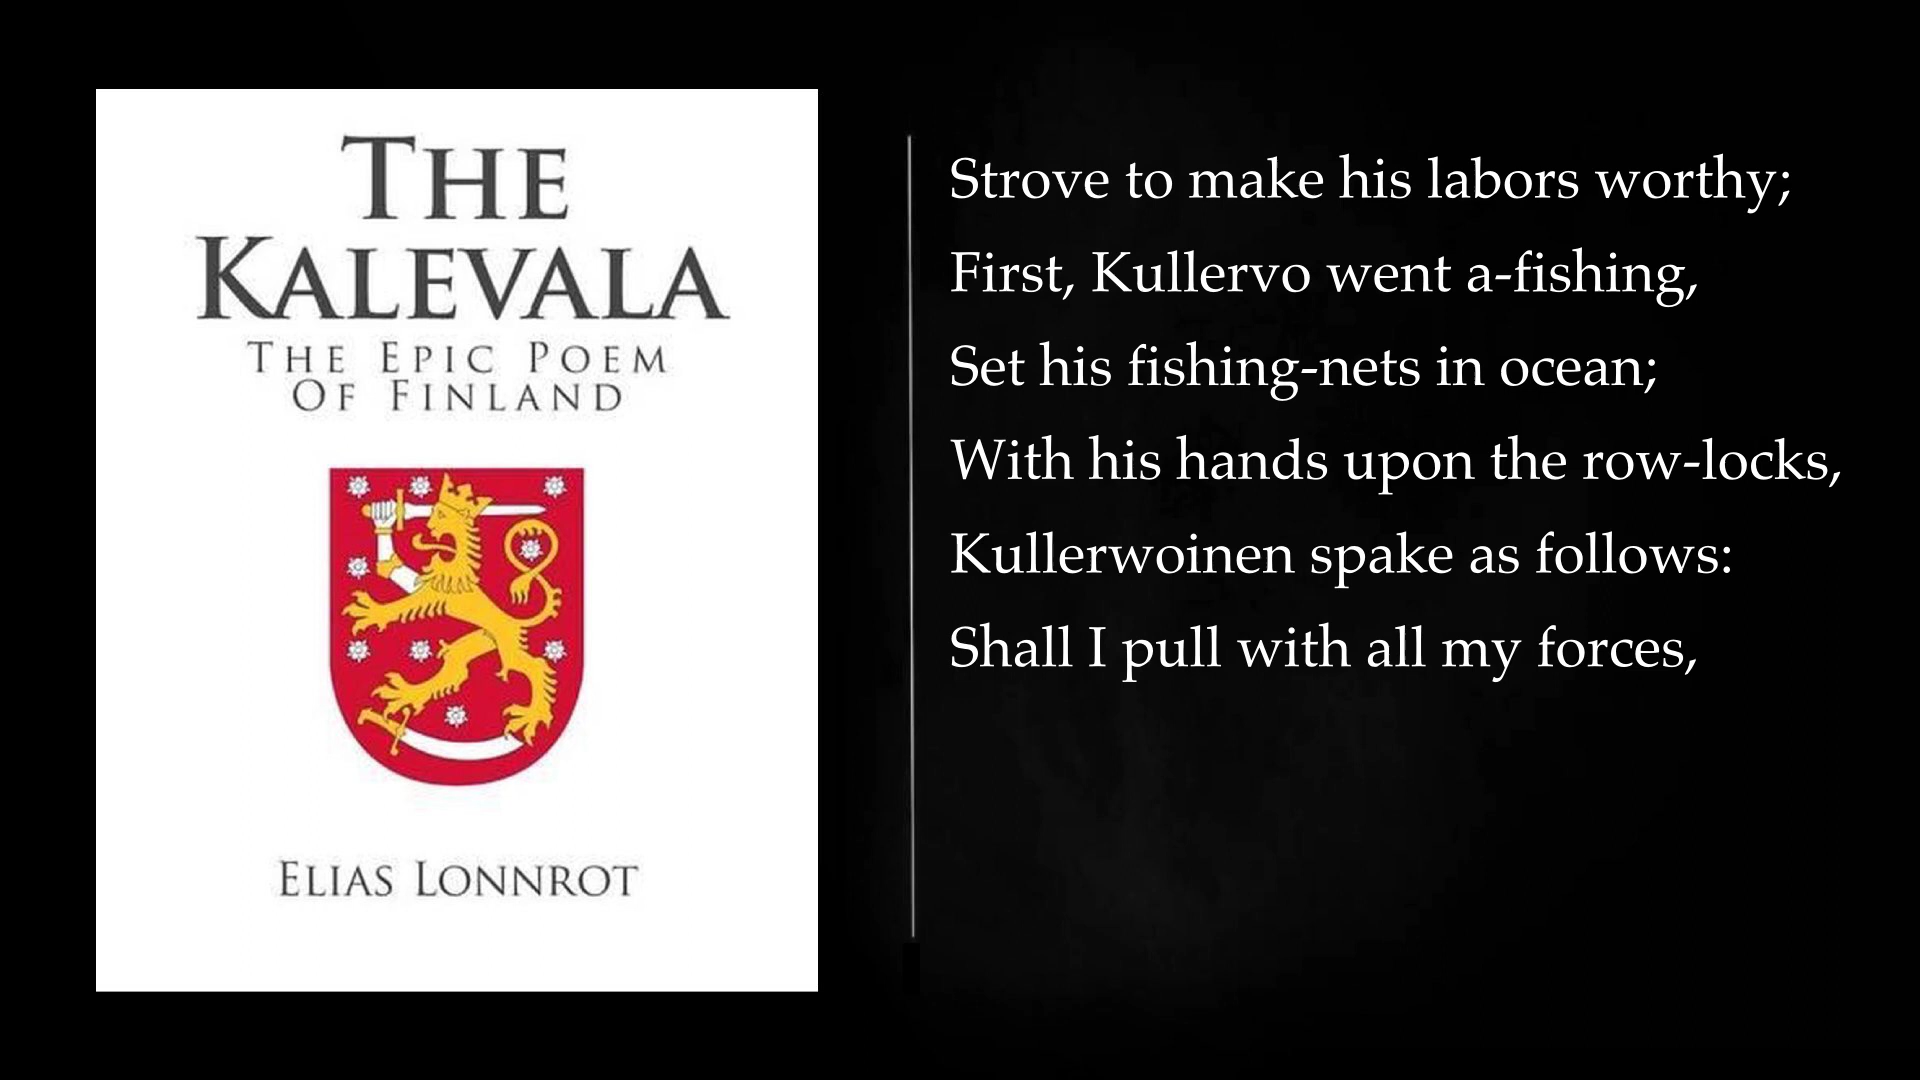 THE
KALEVALA
THE EPIC POEM
OF FINLAND
ELIAS LONNROT
Strove to make his labors worthy;
First, Kullervo went a-fishing,
Set his fishing-nets in ocean;
With his hands upon the row-locks,
Kullerwoinen spake as follows:
Shall I pull with all my forces,